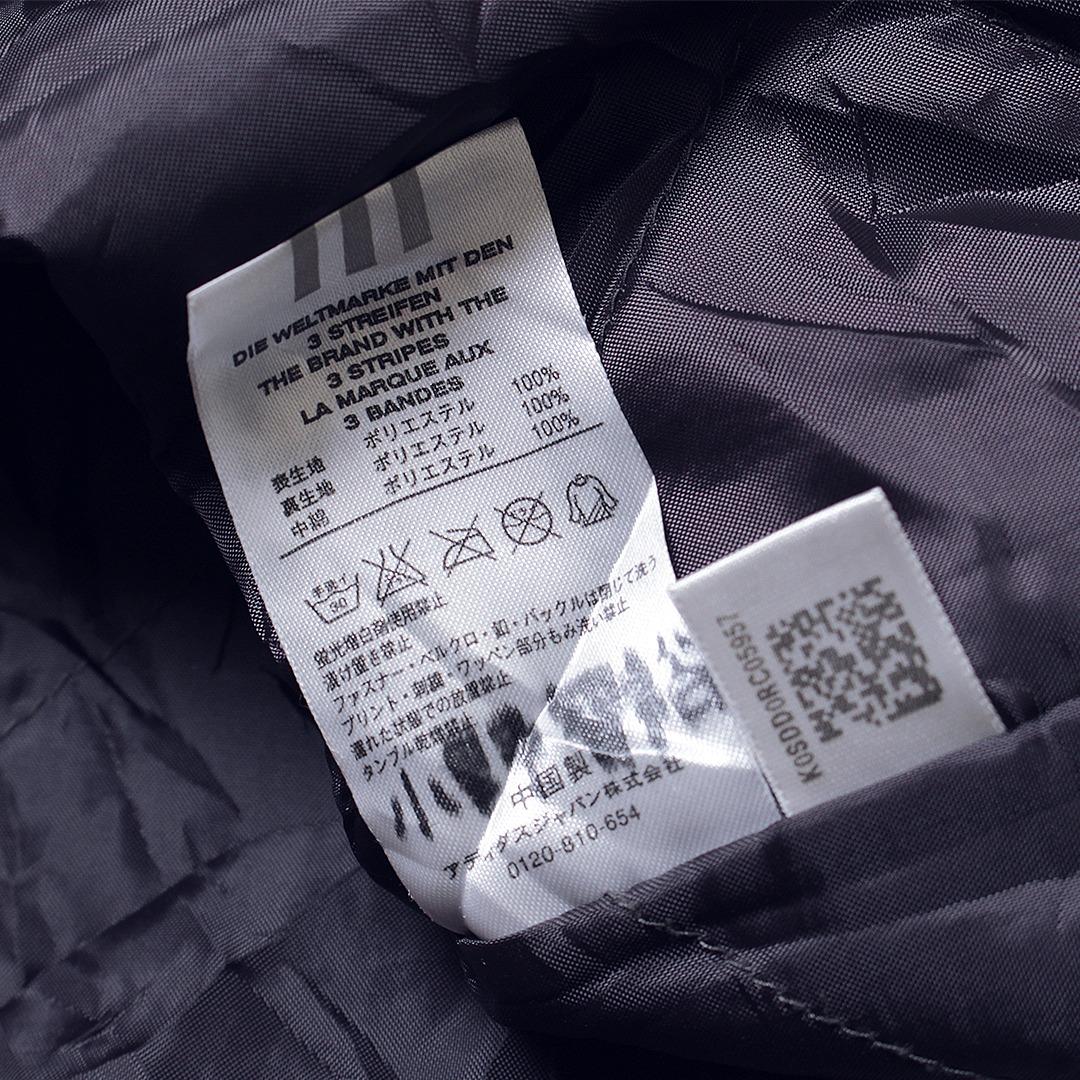 DIE WELTMARKE MIT DEN
3 STREIFEN
THE BRAND WITH THE
3 STRIPES
LA MARQUE AUX
3 BANDES
表生地 ポリエステル 100%
裏生地 ポリエステル 100%
中綿 ポリエステル 100%
手洗イ
30
蛍光増白剤使用禁止
漬け置き禁止
ファスナー・ベルクロ・釦・バックルは閉じて洗う
プリント・刺繍・ワッペン部分もみ洗い禁止
濡れた状態での放置禁止
タンブル乾燥禁止
小
中国製
アディダスジャパン株式会社
0120-810-654
KOSDDORC05957